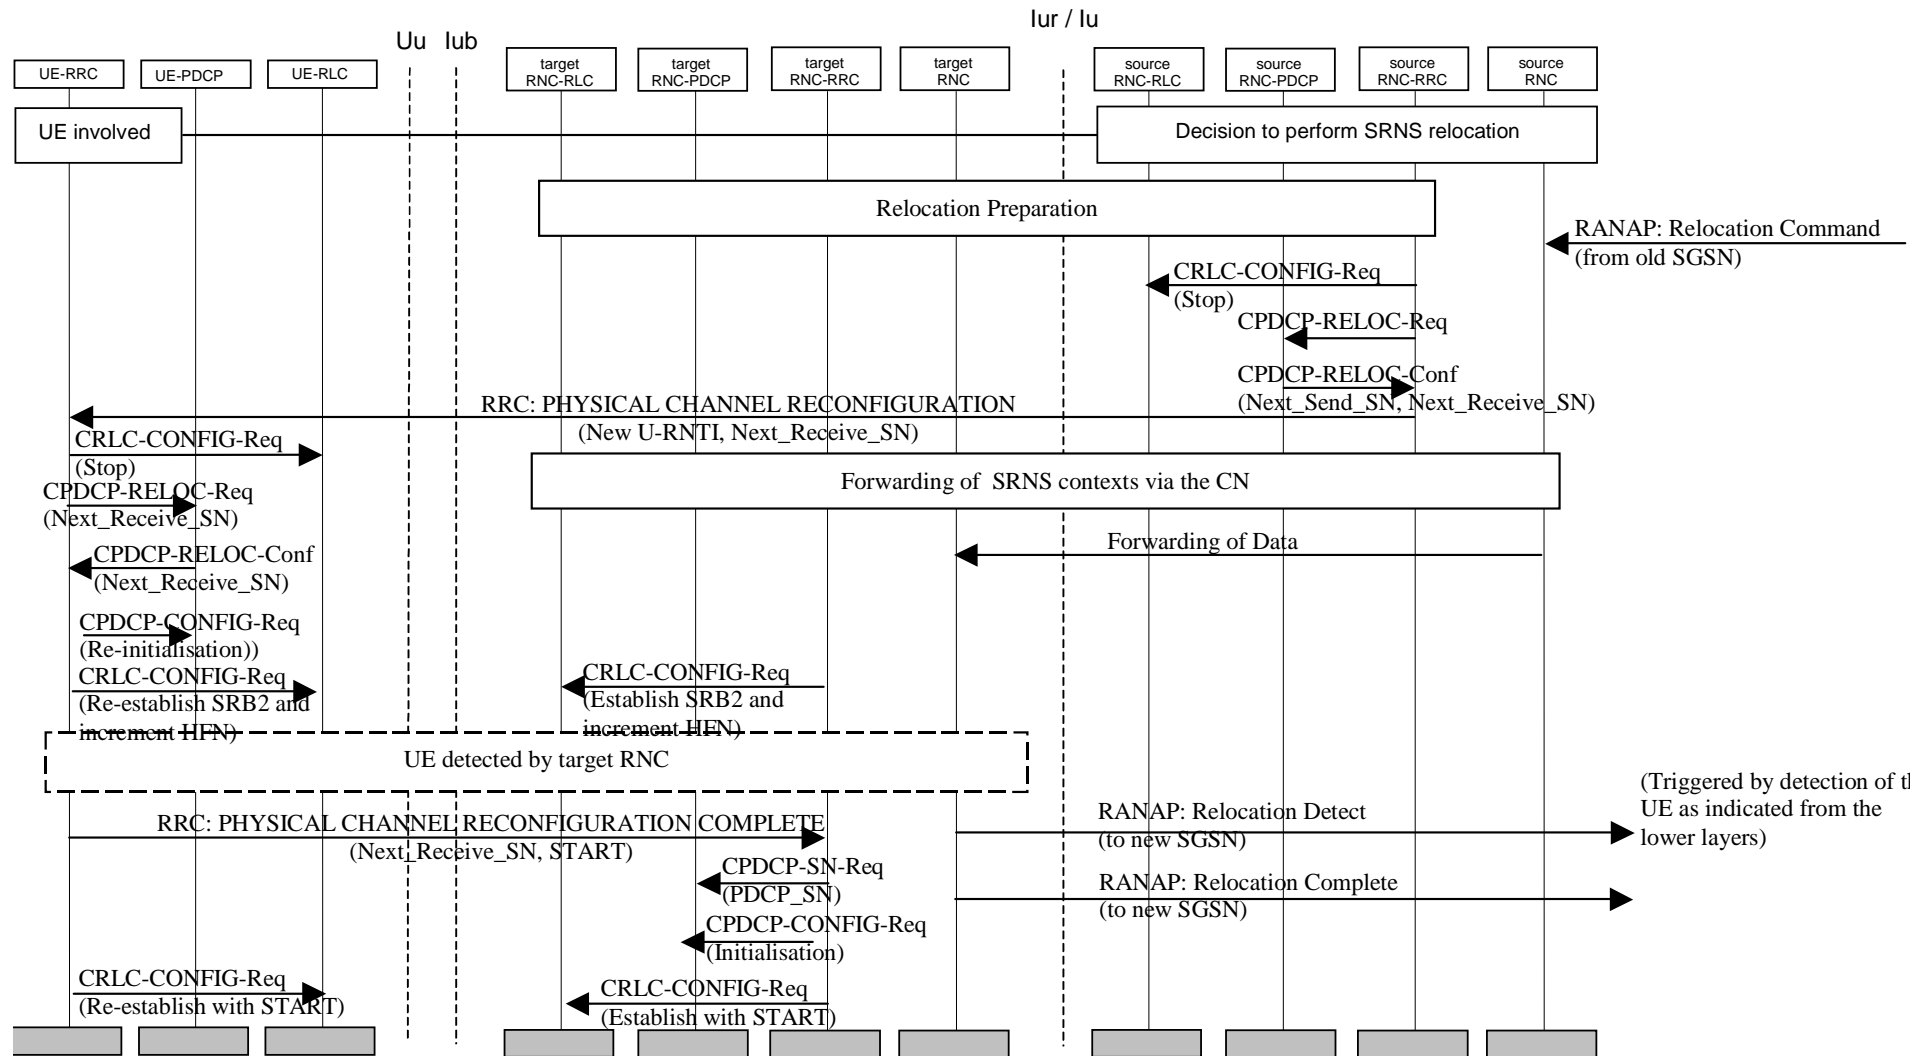 Iur / Iu
Uu
Iub
UE-RRC
UE-PDCP
UE-RLC
target
RNC-RLC
target
RNC-PDCP
target
RNC-RRC
target
RNC
source
RNC-RLC
source
RNC-PDCP
source
RNC-RRC
source
RNC
UE involved
Decision to perform SRNS relocation
Relocation Preparation
RANAP: Relocation Command
(from old SGSN)
CRLC-CONFIG-Req
(Stop)
CPDCP-RELOC-Req
CPDCP-RELOC-Conf
(Next_Send_SN, Next_Receive_SN)
RRC: PHYSICAL CHANNEL RECONFIGURATION
(New U-RNTI, Next_Receive_SN)
CRLC-CONFIG-Req
(Stop)
Forwarding of SRNS contexts via the CN
CPDCP-RELOC-Req
(Next_Receive_SN)
Forwarding of Data
CPDCP-RELOC-Conf
(Next_Receive_SN)
CPDCP-CONFIG-Req
(Re-initialisation))
CRLC-CONFIG-Req
(Re-establish SRB2 and
increment HFN)
CRLC-CONFIG-Req
(Establish SRB2 and
increment HFN)
UE detected by target RNC
(Triggered by detection of th
UE as indicated from the
lower layers)
RRC: PHYSICAL CHANNEL RECONFIGURATION COMPLETE
(Next_Receive_SN, START)
RANAP: Relocation Detect
(to new SGSN)
CPDCP-SN-Req
(PDCP_SN)
RANAP: Relocation Complete
(to new SGSN)
CPDCP-CONFIG-Req
(Initialisation)
CRLC-CONFIG-Req
(Re-establish with START)
CRLC-CONFIG-Req
(Establish with START)